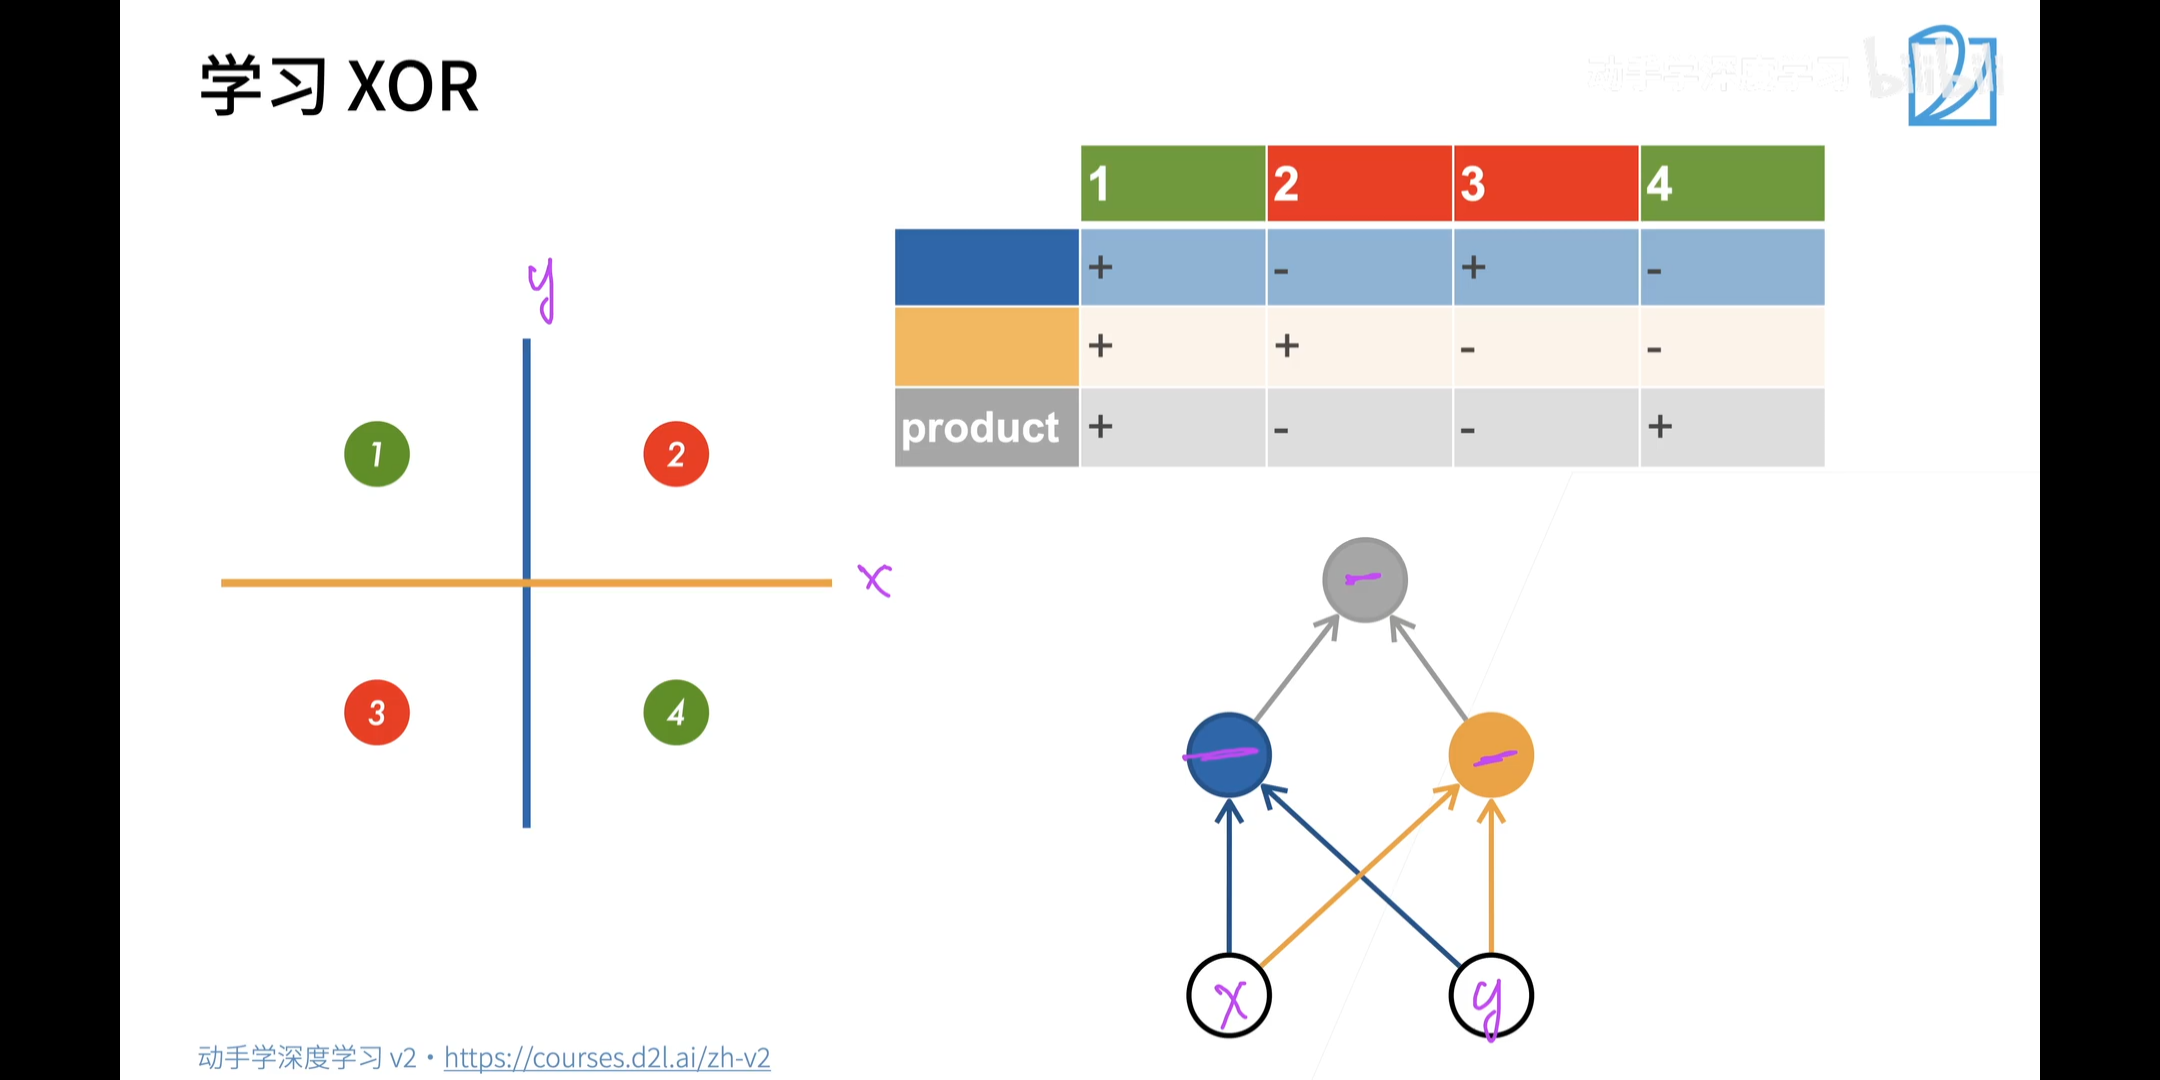 学习 XOR
动手学深度学习 bilibili
1 2 3 4
+ - + -
+ + - -
product + - - +
y
1 2
x
3 4
x y
动手学深度学习 v2 · https://courses.d2l.ai/zh-v2